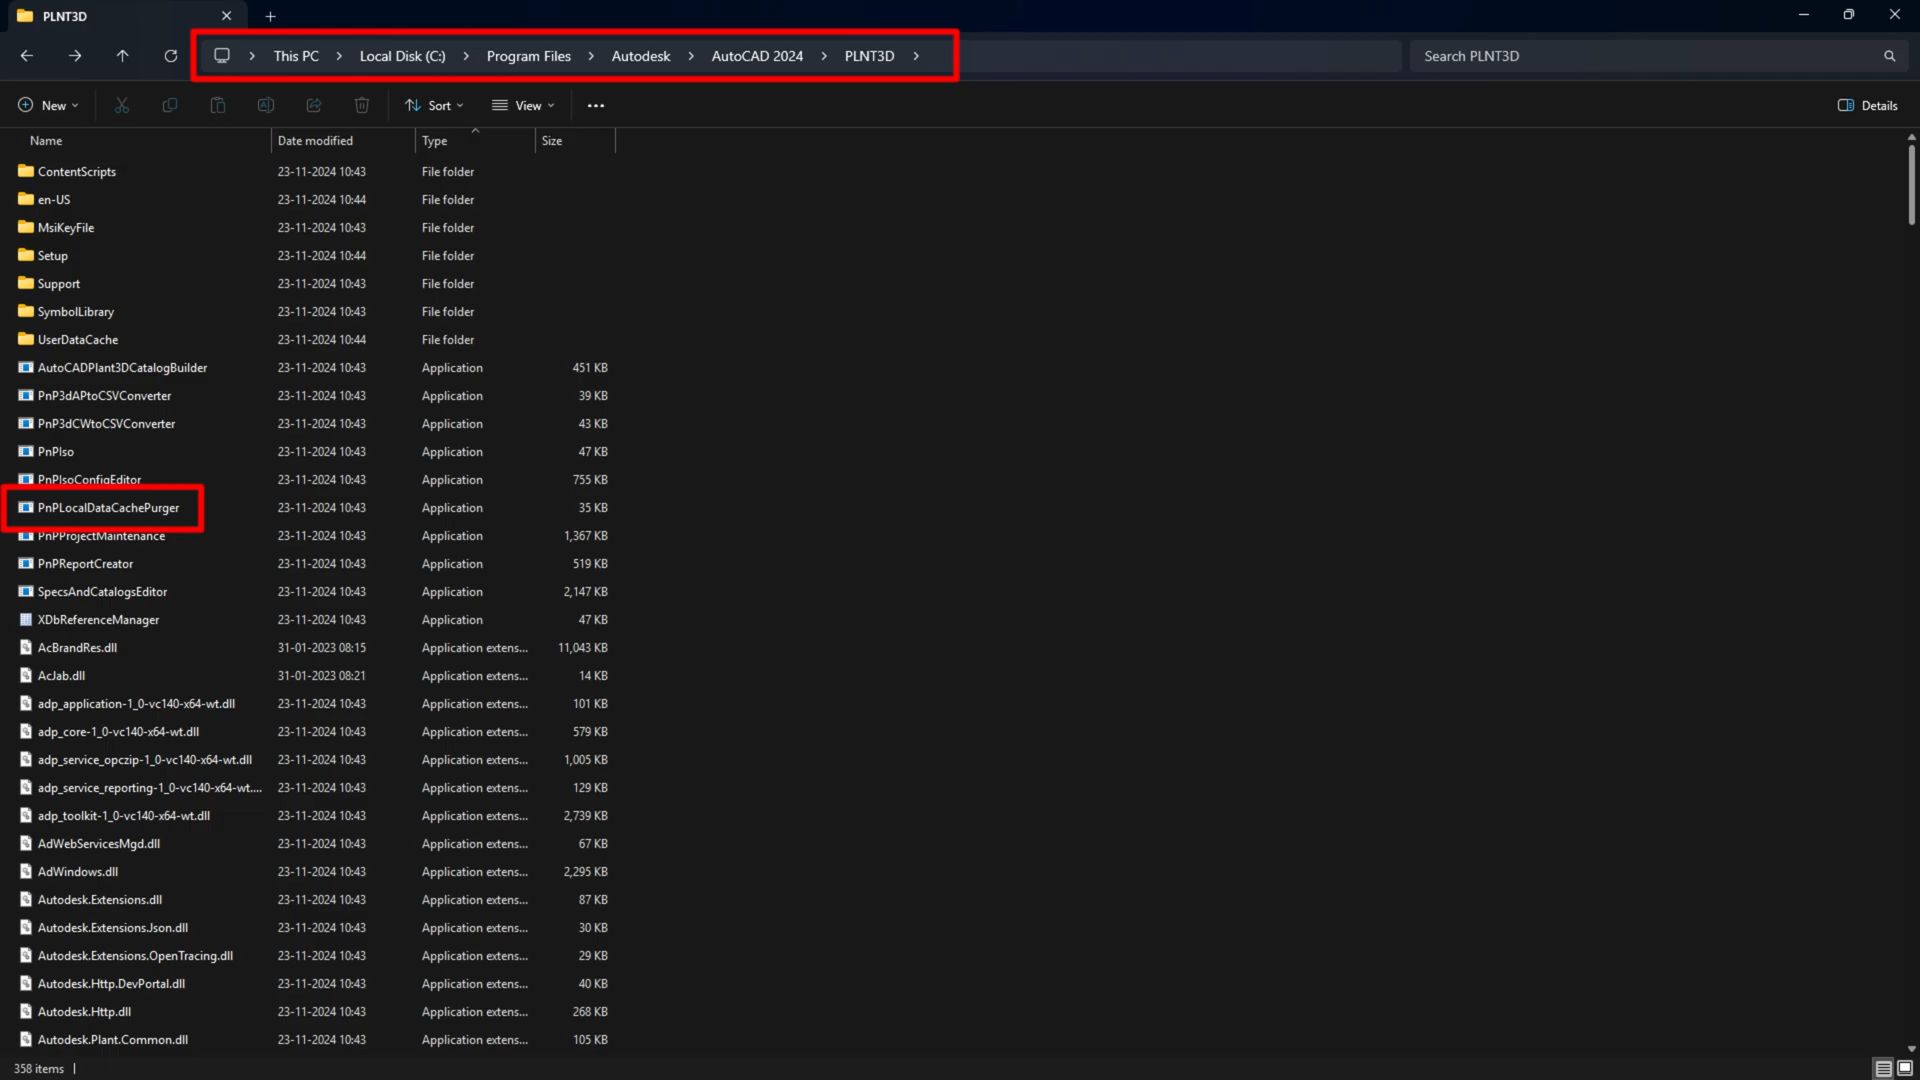 PLNT3D
This PC > Local Disk (C:) > Program Files > Autodesk > AutoCAD 2024 > PLNT3D >
Search PLNT3D
New Sort View ••• Details
Name Date modified Type Size
ContentScripts 23-11-2024 10:43 File folder
en-US 23-11-2024 10:44 File folder
MsiKeyFile 23-11-2024 10:43 File folder
Setup 23-11-2024 10:44 File folder
Support 23-11-2024 10:43 File folder
SymbolLibrary 23-11-2024 10:43 File folder
UserDataCache 23-11-2024 10:44 File folder
AutoCADPlant3DCatalogBuilder 23-11-2024 10:43 Application 451 KB
PnP3dAPtoCSVConverter 23-11-2024 10:43 Application 39 KB
PnP3dCWtoCSVConverter 23-11-2024 10:43 Application 43 KB
PnPIso 23-11-2024 10:43 Application 47 KB
PnPIsoConfigEditor 23-11-2024 10:43 Application 755 KB
PnPLocalDataCachePurger 23-11-2024 10:43 Application 35 KB
PnPProjectMaintenance 23-11-2024 10:43 Application 1,367 KB
PnPReportCreator 23-11-2024 10:43 Application 519 KB
SpecsAndCatalogsEditor 23-11-2024 10:43 Application 2,147 KB
XDbReferenceManager 23-11-2024 10:43 Application 47 KB
AcBrandRes.dll 31-01-2023 08:15 Application extens... 11,043 KB
AcJab.dll 31-01-2023 08:21 Application extens... 14 KB
adp_application-1_0-vc140-x64-wt.dll 23-11-2024 10:43 Application extens... 101 KB
adp_core-1_0-vc140-x64-wt.dll 23-11-2024 10:43 Application extens... 579 KB
adp_service_opczip-1_0-vc140-x64-wt.dll 23-11-2024 10:43 Application extens... 1,005 KB
adp_service_reporting-1_0-vc140-x64-wt.... 23-11-2024 10:43 Application extens... 129 KB
adp_toolkit-1_0-vc140-x64-wt.dll 23-11-2024 10:43 Application extens... 2,739 KB
AdWebServicesMgd.dll 23-11-2024 10:43 Application extens... 67 KB
AdWindows.dll 23-11-2024 10:43 Application extens... 2,295 KB
Autodesk.Extensions.dll 23-11-2024 10:43 Application extens... 87 KB
Autodesk.Extensions.Json.dll 23-11-2024 10:43 Application extens... 30 KB
Autodesk.Extensions.OpenTracing.dll 23-11-2024 10:43 Application extens... 29 KB
Autodesk.Http.DevPortal.dll 23-11-2024 10:43 Application extens... 40 KB
Autodesk.Http.dll 23-11-2024 10:43 Application extens... 268 KB
Autodesk.Plant.Common.dll 23-11-2024 10:43 Application extens... 105 KB
358 items